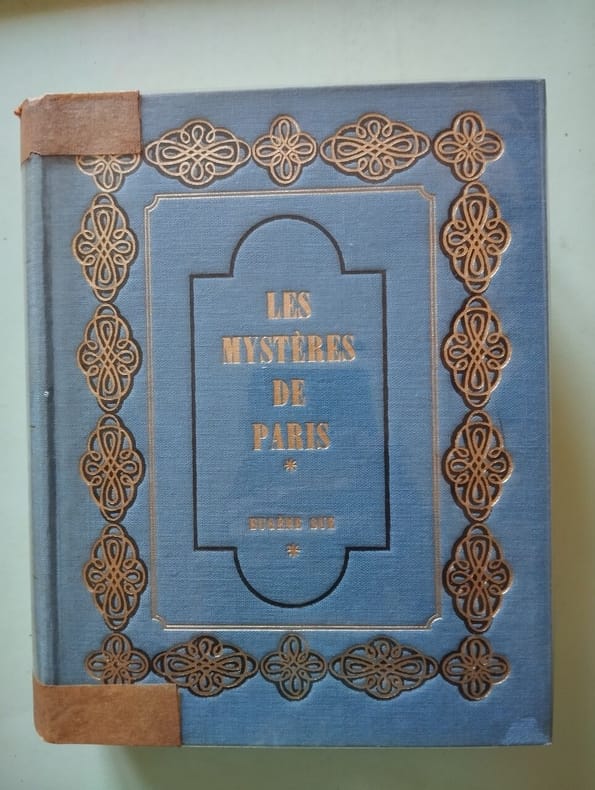 LES
MYSTÈRES
DE
PARIS
*
EUGÈNE SUE
*